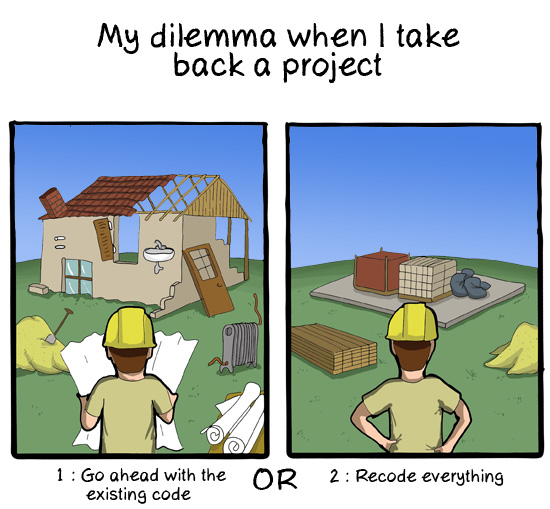 My dilemma when I take
back a project
1 : Go ahead with the
existing code
OR
2 : Recode everything